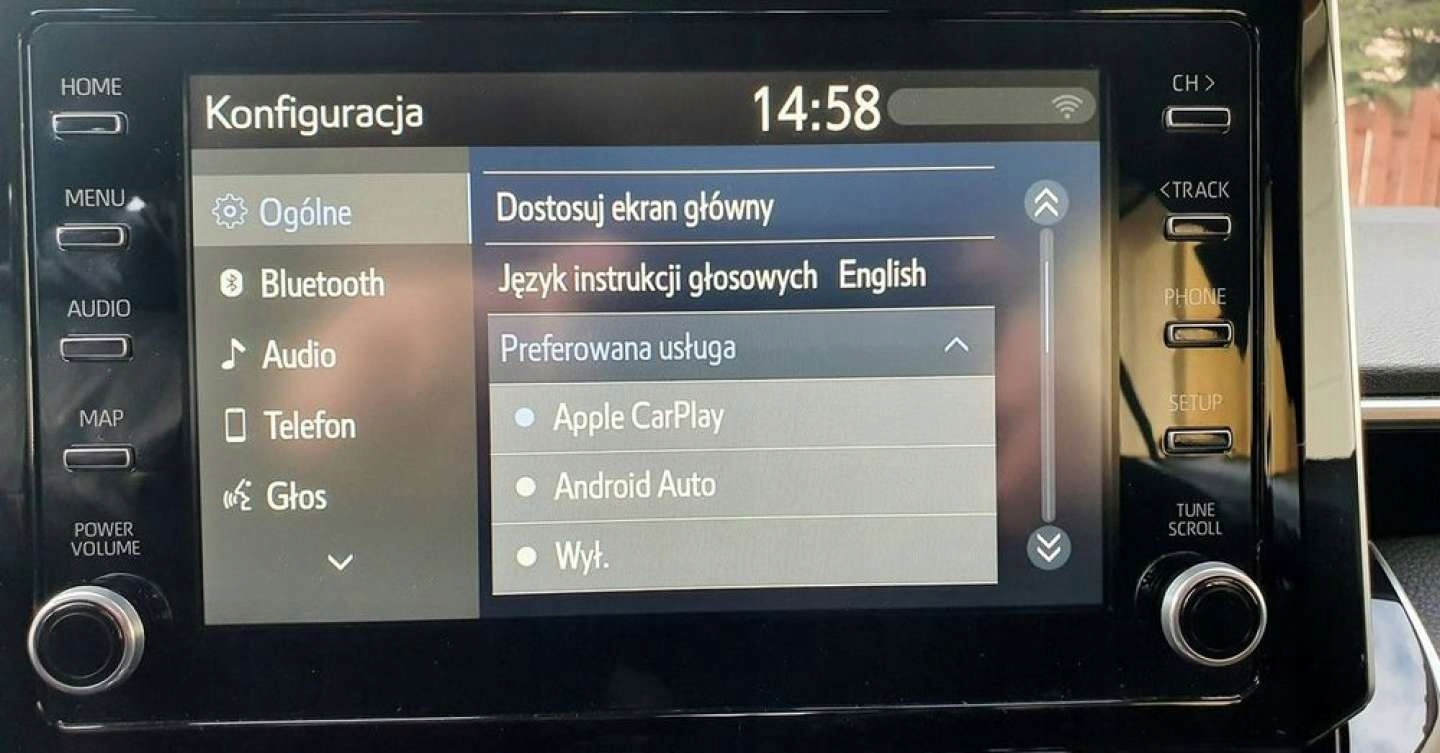 HOME
MENU
AUDIO
MAP
POWER
VOLUME
Konfiguracja 14:58
Ogólne
Bluetooth
Audio
Telefon
Głos
Dostosuj ekran główny
Język instrukcji głosowych English
Preferowana usługa
Apple CarPlay
Android Auto
Wył.
CH >
<TRACK
PHONE
SETUP
TUNE
SCROLL